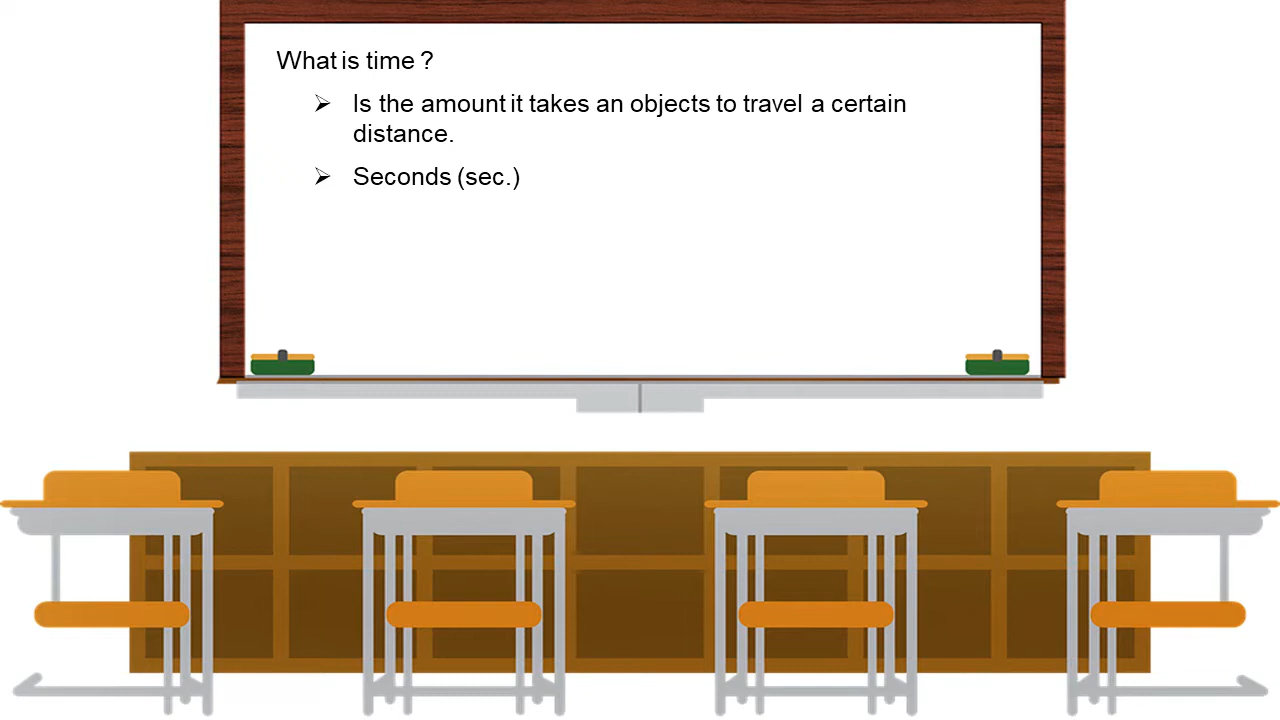 What is time ?
➢ Is the amount it takes an objects to travel a certain
distance.
➢ Seconds (sec.)